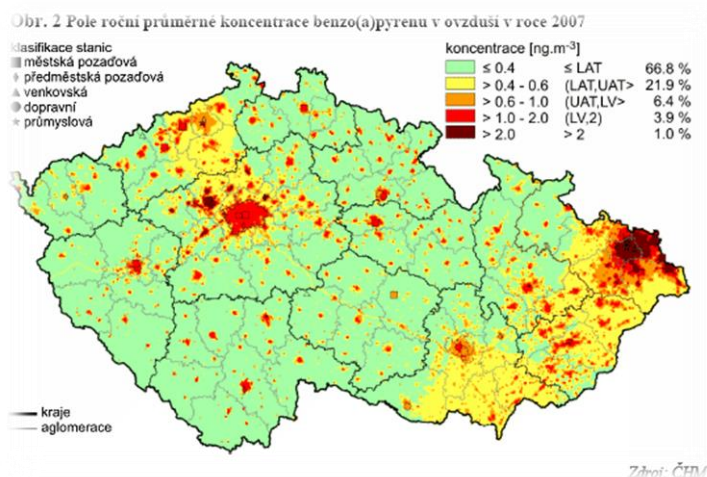 Obr. 2 Pole roční průměrné koncentrace benzo(a)pyrenu v ovzduší v roce 2007
klasifikace stanic
městská pozaďová
předměstská pozaďová
venkovská
dopravní
průmyslová
koncentrace [ng.m⁻³]
≤ 0.4 ≤ LAT 66.8 %
> 0.4 - 0.6 (LAT,UAT> 21.9 %
> 0.6 - 1.0 (UAT,LV> 6.4 %
> 1.0 - 2.0 (LV,2) 3.9 %
> 2.0 > 2 1.0 %
kraje
aglomerace
Zdroj: ČHM